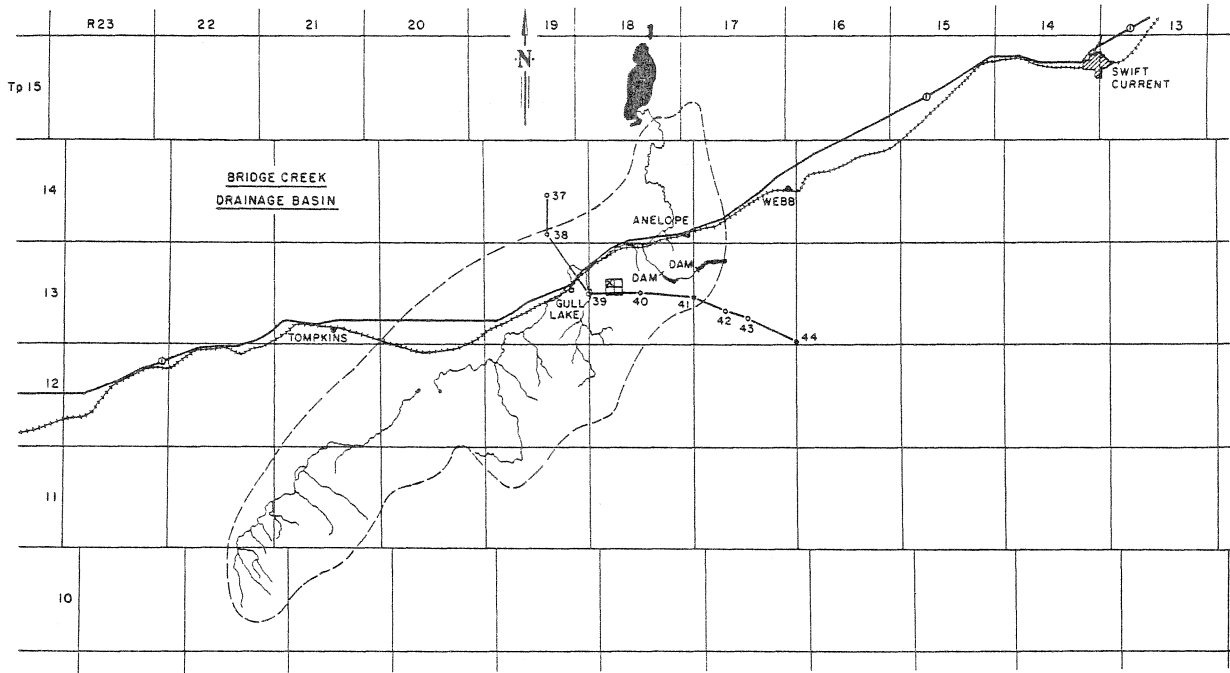 R23 22 21 20 19 18 17 16 15 14 13
N
Tp 15
SWIFT
CURRENT
14
BRIDGE CREEK
DRAINAGE BASIN
37
WEBB
ANELOPE
38
DAM
DAM
13
GULL
LAKE
39 40 41
42 43
TOMPKINS
44
12
11
10